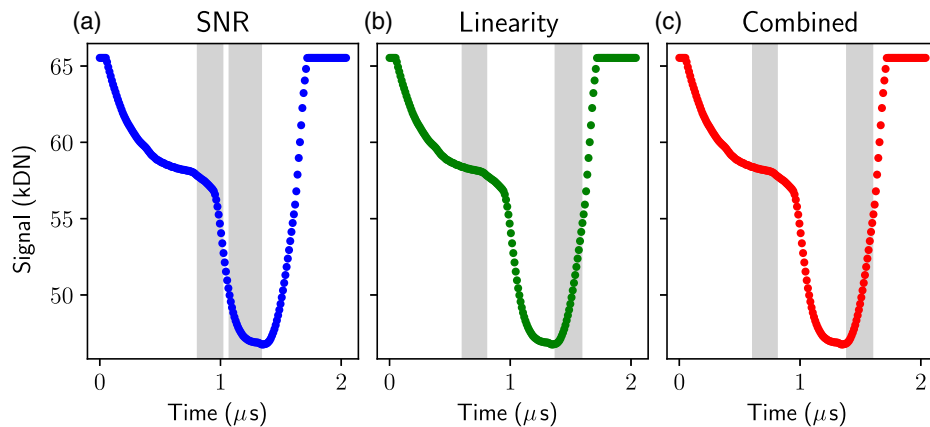 (a) SNR (b) Linearity (c) Combined
65
60
55
50
Signal (kDN)
0 1 2 0 1 2 0 1 2
Time (μs) Time (μs) Time (μs)